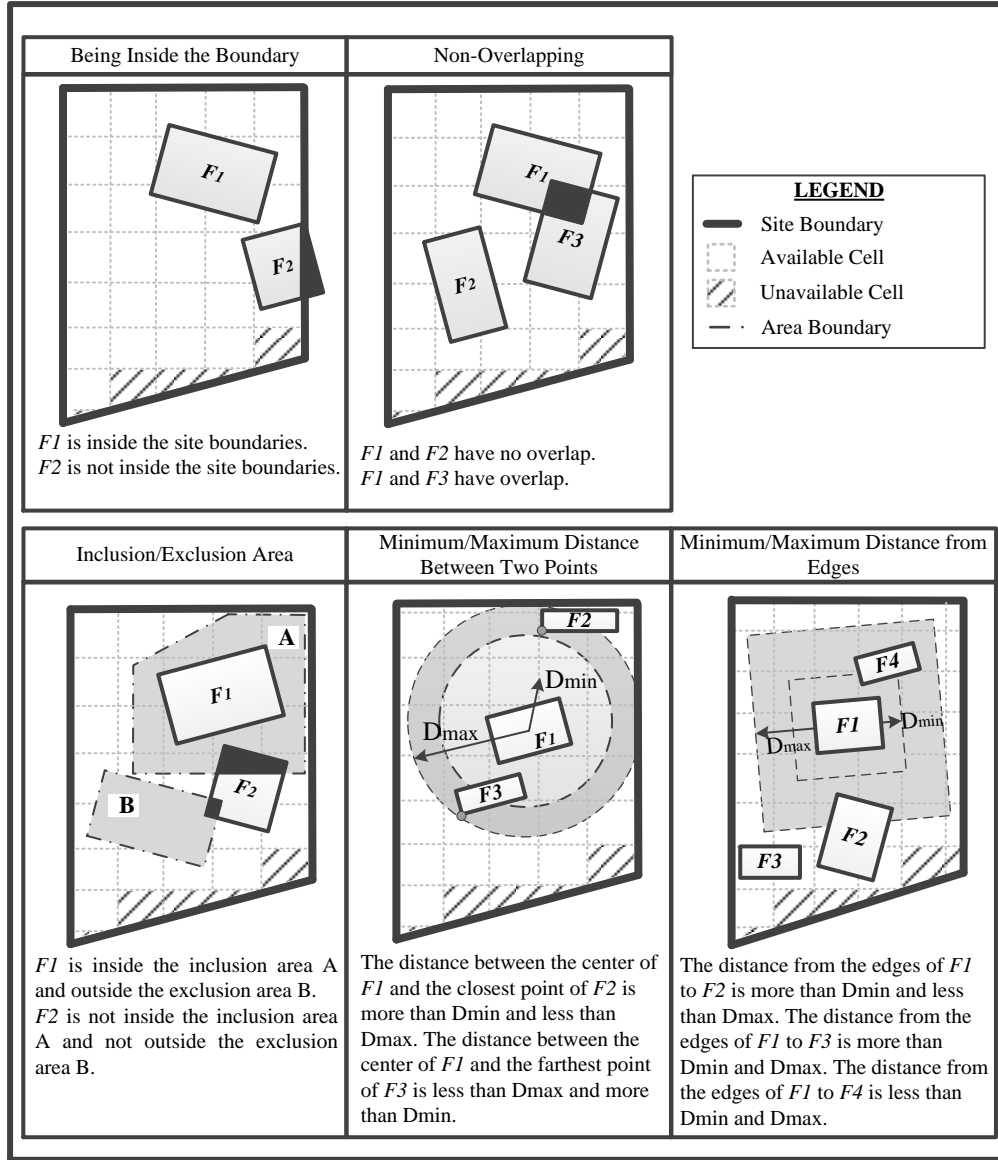 Being Inside the Boundary
F1
F2
F1 is inside the site boundaries.
F2 is not inside the site boundaries.
Non-Overlapping
F1
F3
F2
F1 and F2 have no overlap.
F1 and F3 have overlap.
LEGEND
Site Boundary
Available Cell
Unavailable Cell
Area Boundary
Inclusion/Exclusion Area
A
F1
F2
B
F1 is inside the inclusion area A
and outside the exclusion area B.
F2 is not inside the inclusion area
A and not outside the exclusion
area B.
Minimum/Maximum Distance
Between Two Points
F2
Dmin
Dmax
F1
F3
The distance between the center of
F1 and the closest point of F2 is
more than Dmin and less than
Dmax. The distance between the
center of F1 and the farthest point
of F3 is less than Dmax and more
than Dmin.
Minimum/Maximum Distance from
Edges
F4
F1
Dmin
Dmax
F2
F3
The distance from the edges of F1
to F2 is more than Dmin and less
than Dmax. The distance from the
edges of F1 to F3 is more than
Dmin and Dmax. The distance from
the edges of F1 to F4 is less than
Dmin and Dmax.